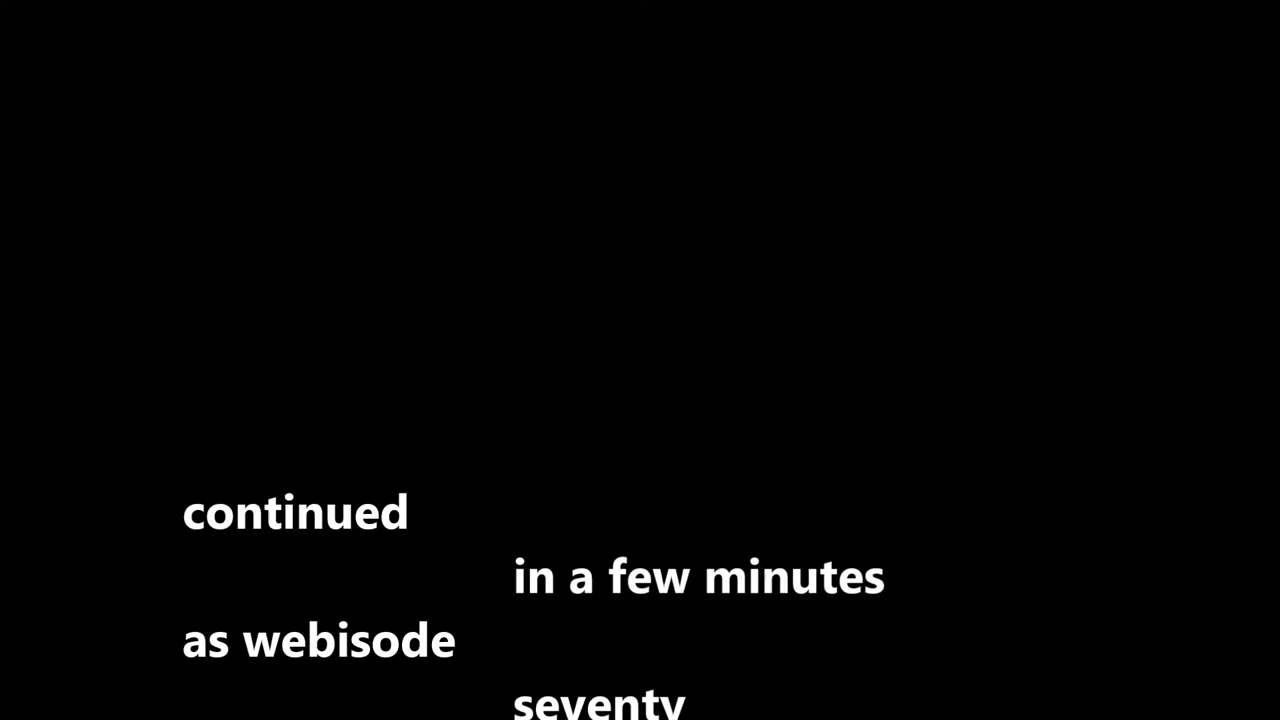 continued
in a few minutes
as webisode
seventy